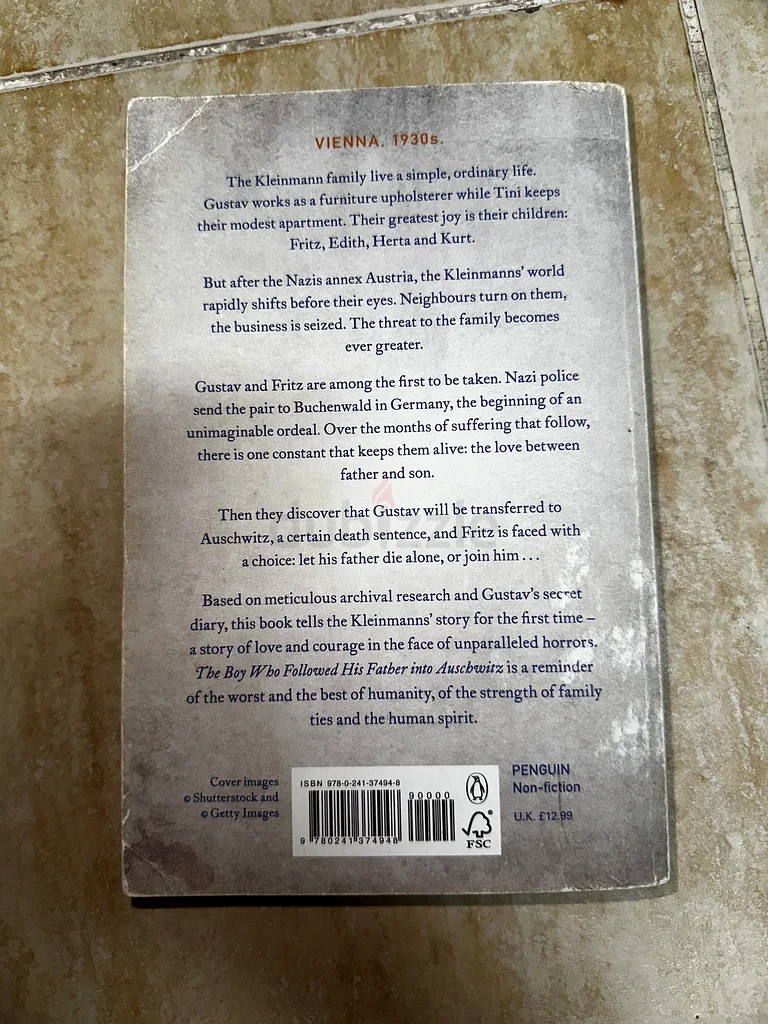 VIENNA. 1930s.
The Kleinmann family live a simple, ordinary life.
Gustav works as a furniture upholsterer while Tini keeps
their modest apartment. Their greatest joy is their children:
Fritz, Edith, Herta and Kurt.
But after the Nazis annex Austria, the Kleinmanns' world
rapidly shifts before their eyes. Neighbours turn on them,
the business is seized. The threat to the family becomes
ever greater.
Gustav and Fritz are among the first to be taken. Nazi police
send the pair to Buchenwald in Germany, the beginning of an
unimaginable ordeal. Over the months of suffering that follow,
there is one constant that keeps them alive: the love between
father and son.
Then they discover that Gustav will be transferred to
Auschwitz, a certain death sentence, and Fritz is faced with
a choice: let his father die alone, or join him ...
Based on meticulous archival research and Gustav's secret
diary, this book tells the Kleinmanns' story for the first time –
a story of love and courage in the face of unparalleled horrors.
The Boy Who Followed His Father into Auschwitz is a reminder
of the worst and the best of humanity, of the strength of family
ties and the human spirit.
Cover images
© Shutterstock and
© Getty Images
ISBN 978-0-241-37494-8
90000
9 780241 374948
FSC
PENGUIN
Non-fiction
U.K. £12.99